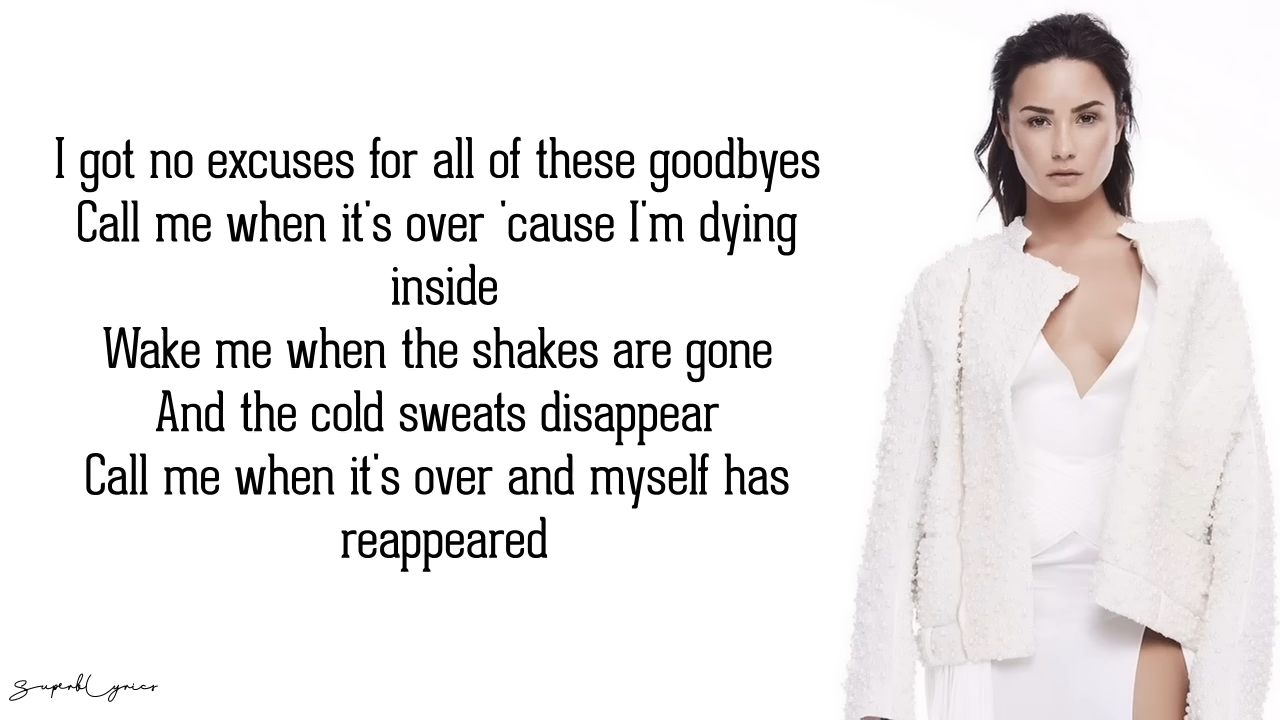 I got no excuses for all of these goodbyes
Call me when it's over 'cause I'm dying
inside
Wake me when the shakes are gone
And the cold sweats disappear
Call me when it's over and myself has
reappeared
SuperbLyrics